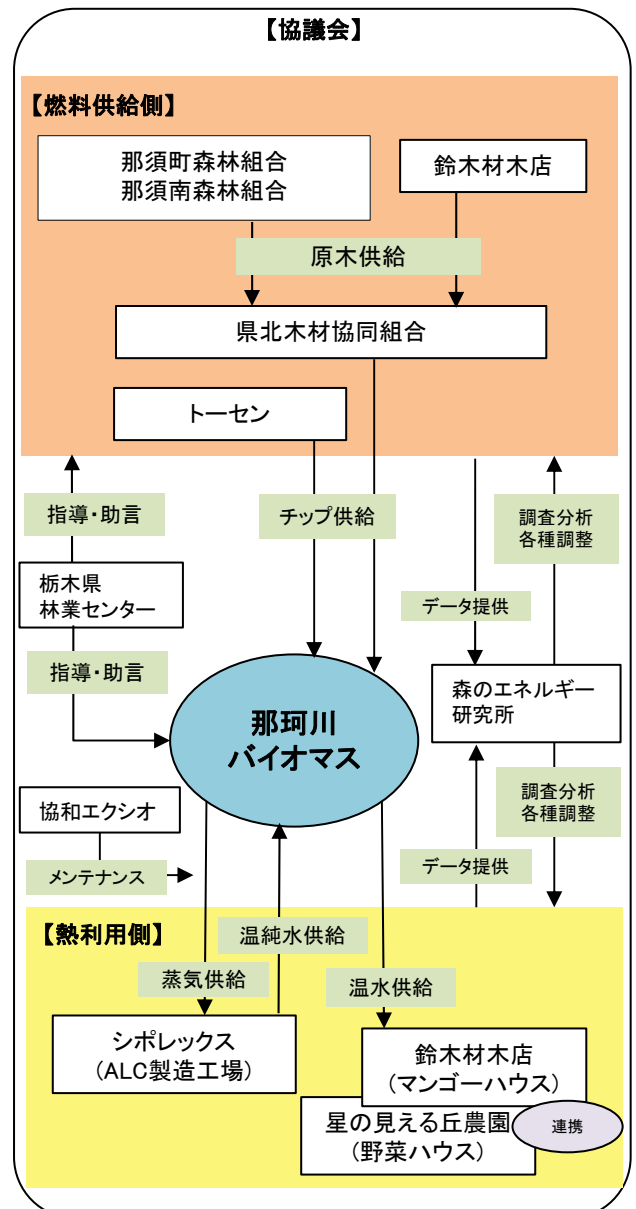 【協議会】
【燃料供給側】
那須町森林組合
那須南森林組合
鈴木材木店
原木供給
県北木材協同組合
トーセン
指導・助言
チップ供給
調査分析
各種調整
栃木県
林業センター
データ提供
指導・助言
森のエネルギー
研究所
那珂川
バイオマス
協和エクシオ
調査分析
各種調整
メンテナンス
データ提供
【熱利用側】
温純水供給
蒸気供給
温水供給
シポレックス
(ALC製造工場)
鈴木材木店
(マンゴーハウス)
星の見える丘農園
(野菜ハウス)
連携